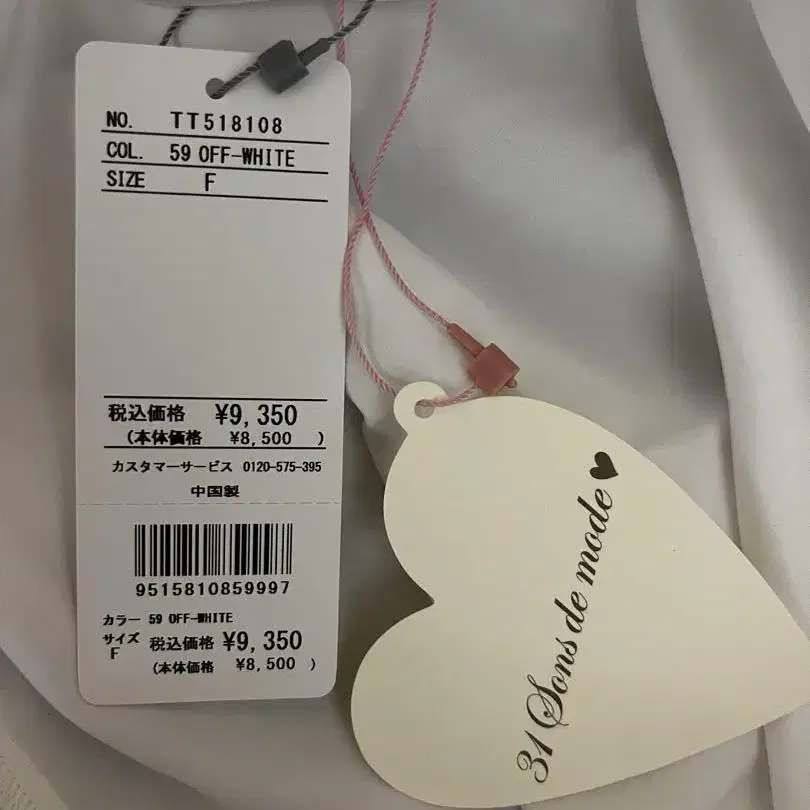 NO. TT518108
COL. 59 OFF-WHITE
SIZE F
税込価格 ¥9,350
(本体価格 ¥8,500 )
カスタマーサービス 0120-575-395
中国製
9515810859997
カラー 59 OFF-WHITE
サイズ 税込価格 ¥9,350
F (本体価格 ¥8,500 )
31 Sons de mode ♥